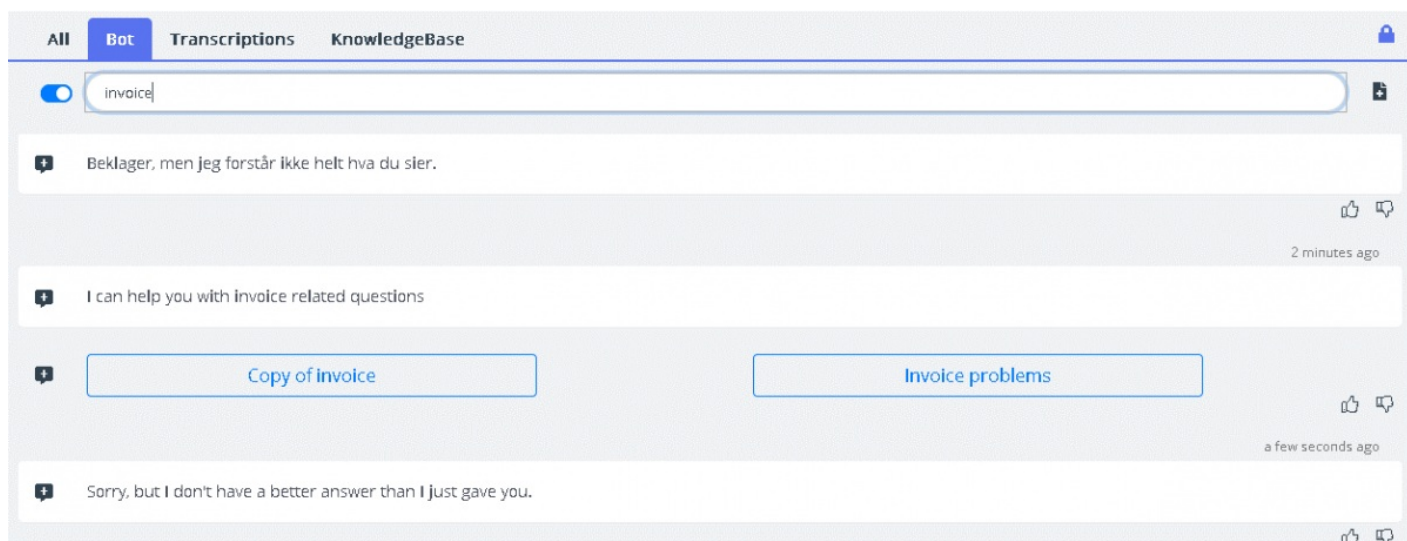 All Bot Transcriptions KnowledgeBase
invoice
Beklager, men jeg forstår ikke helt hva du sier.
2 minutes ago
I can help you with invoice related questions
Copy of invoice Invoice problems
a few seconds ago
Sorry, but I don't have a better answer than I just gave you.